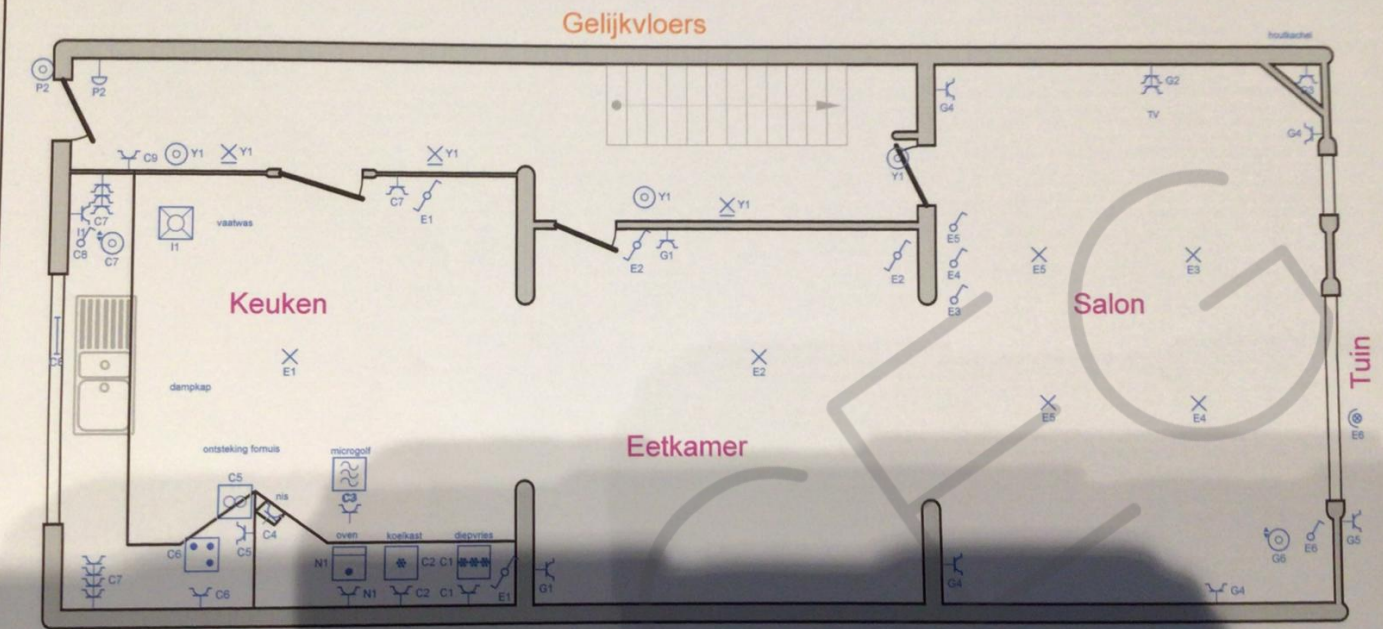 Gelijkvloers
houtkachel
P2
P2
G4
G2
TV
G3
G4
C9
Y1
Y1
Y1
Y1
C7
I1
C8
C7
I1
vaatwas
C7
E1
Y1
Y1
E2
G1
E2
E5
E4
E3
E5
E3
Keuken
Salon
Tuin
E1
E2
dampkap
E5
E4
E6
Eetkamer
ontsteking fornuis
microgolf
C5
C3
nis
C4
C5
C6
oven
koelkast
diepvries
N1
C2
C1
C7
C6
N1
C2
C1
E1
G1
G4
G4
G6
E6
G5